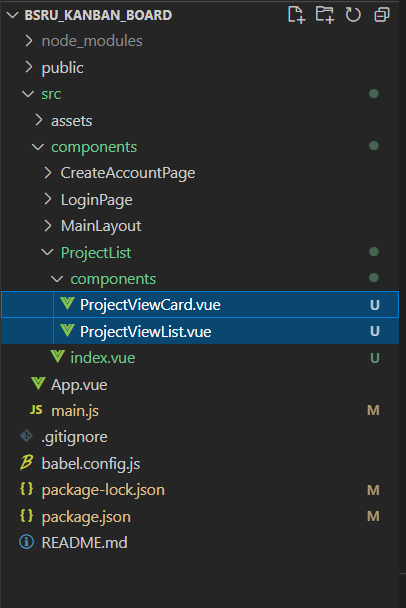 BSRU_KANBAN_BOARD
node_modules
public
src
assets
components
CreateAccountPage
LoginPage
MainLayout
ProjectList
components
ProjectViewCard.vue U
ProjectViewList.vue U
index.vue U
App.vue
JS main.js M
.gitignore
babel.config.js
{ } package-lock.json M
{ } package.json M
README.md